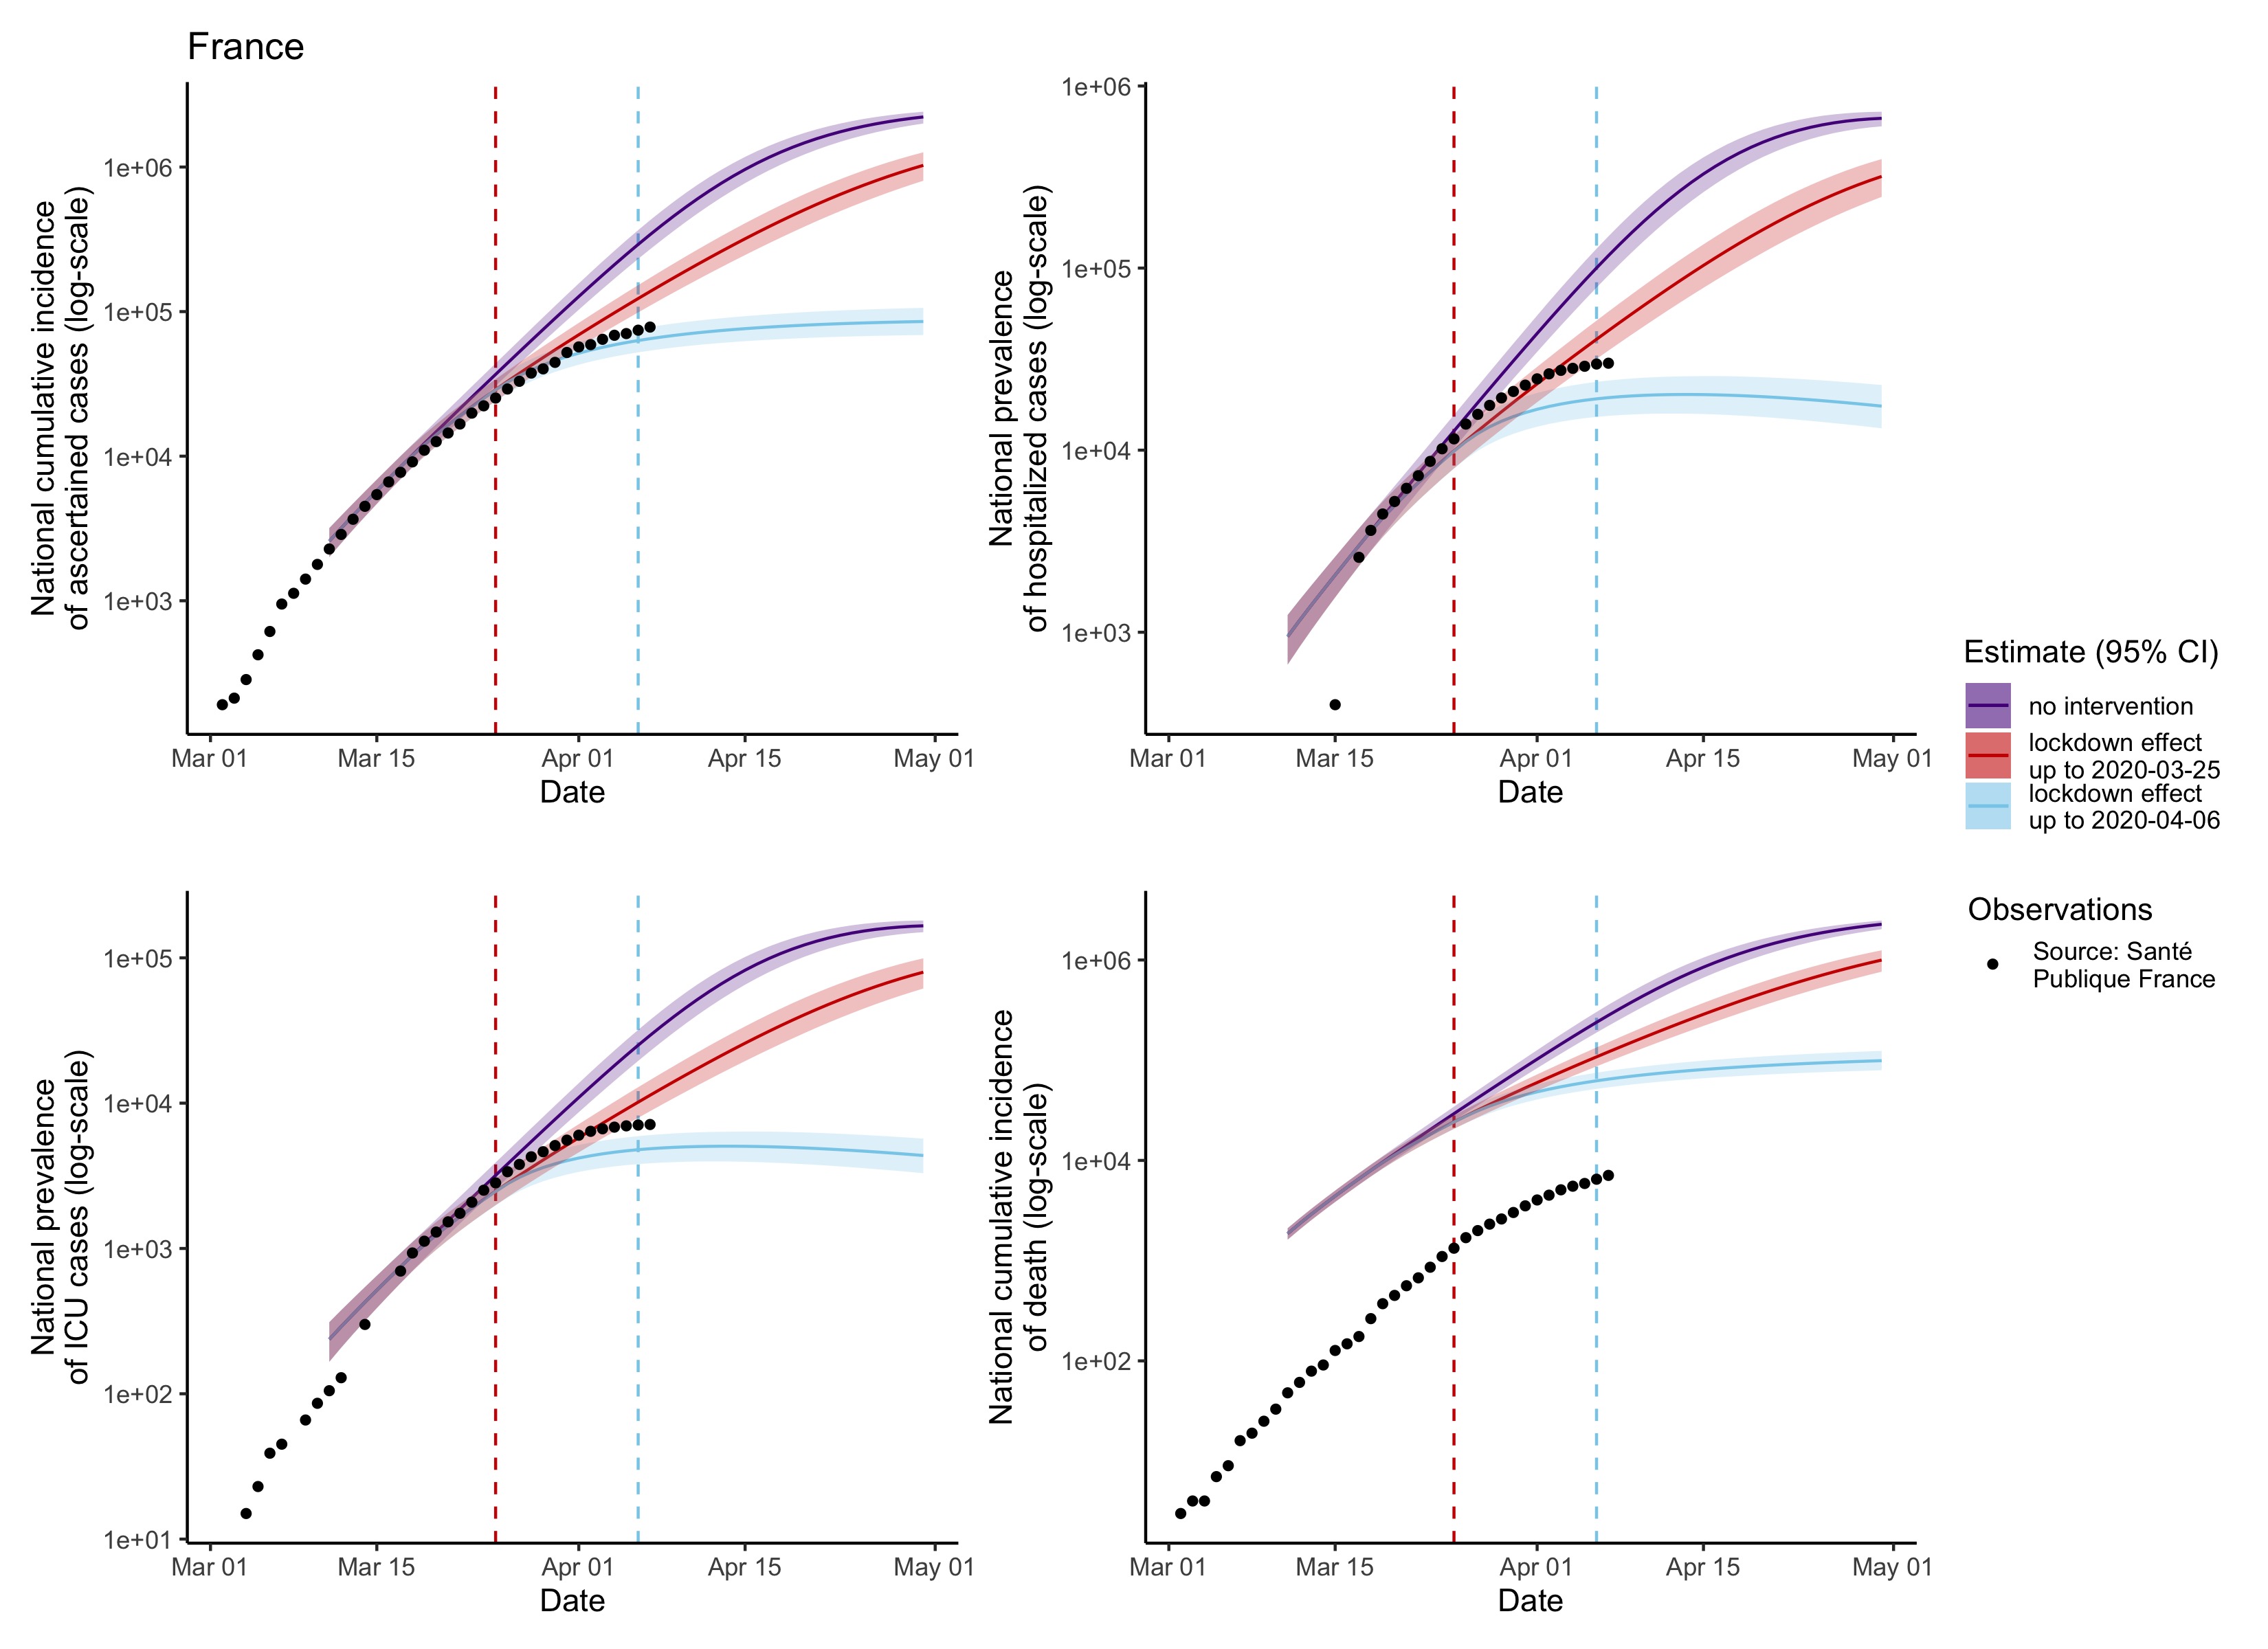 France
National cumulative incidence
of ascertained cases (log-scale)
1e+06
1e+05
1e+04
1e+03
Mar 01 Mar 15 Apr 01 Apr 15 May 01
Date
National prevalence
of hospitalized cases (log-scale)
1e+06
1e+05
1e+04
1e+03
Mar 01 Mar 15 Apr 01 Apr 15 May 01
Date
National prevalence
of ICU cases (log-scale)
1e+05
1e+04
1e+03
1e+02
1e+01
Mar 01 Mar 15 Apr 01 Apr 15 May 01
Date
National cumulative incidence
of death (log-scale)
1e+06
1e+04
1e+02
Mar 01 Mar 15 Apr 01 Apr 15 May 01
Date
Estimate (95% CI)
no intervention
lockdown effect
up to 2020-03-25
lockdown effect
up to 2020-04-06
Observations
Source: Santé
Publique France